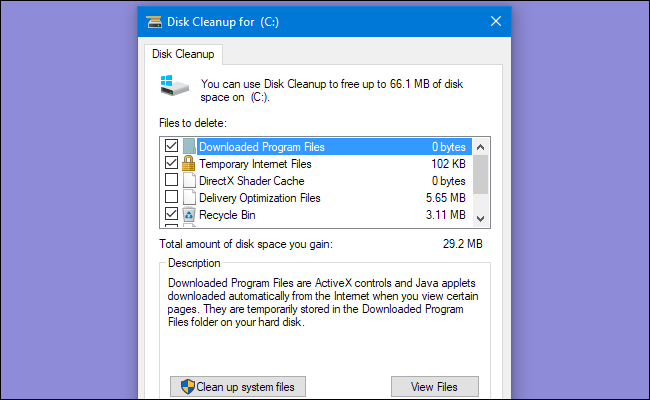 Disk Cleanup for (C:)
Disk Cleanup
You can use Disk Cleanup to free up to 66.1 MB of disk
space on (C:).
Files to delete:
Downloaded Program Files 0 bytes
Temporary Internet Files 102 KB
DirectX Shader Cache 0 bytes
Delivery Optimization Files 5.65 MB
Recycle Bin 3.11 MB
Total amount of disk space you gain: 29.2 MB
Description
Downloaded Program Files are ActiveX controls and Java applets
downloaded automatically from the Internet when you view certain
pages. They are temporarily stored in the Downloaded Program
Files folder on your hard disk.
Clean up system files View Files